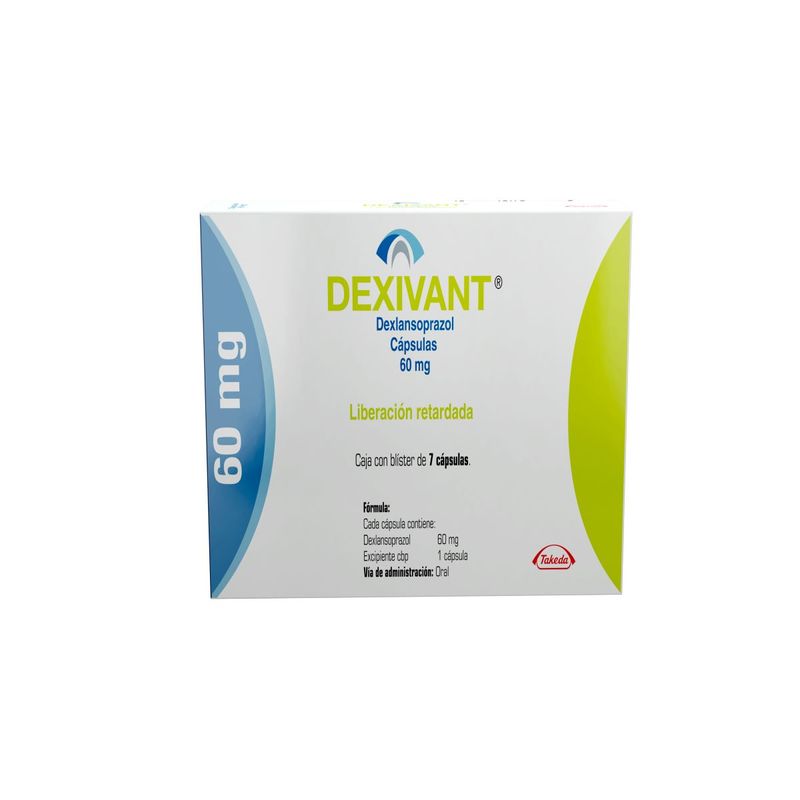 DEXIVANT®
Dexlansoprazol
Cápsulas
60 mg
Liberación retardada
Caja con blíster de 7 cápsulas.
Fórmula:
Cada cápsula contiene:
Dexlansoprazol 60 mg
Excipiente cbp 1 cápsula
Vía de administración: Oral
60 mg
Takeda